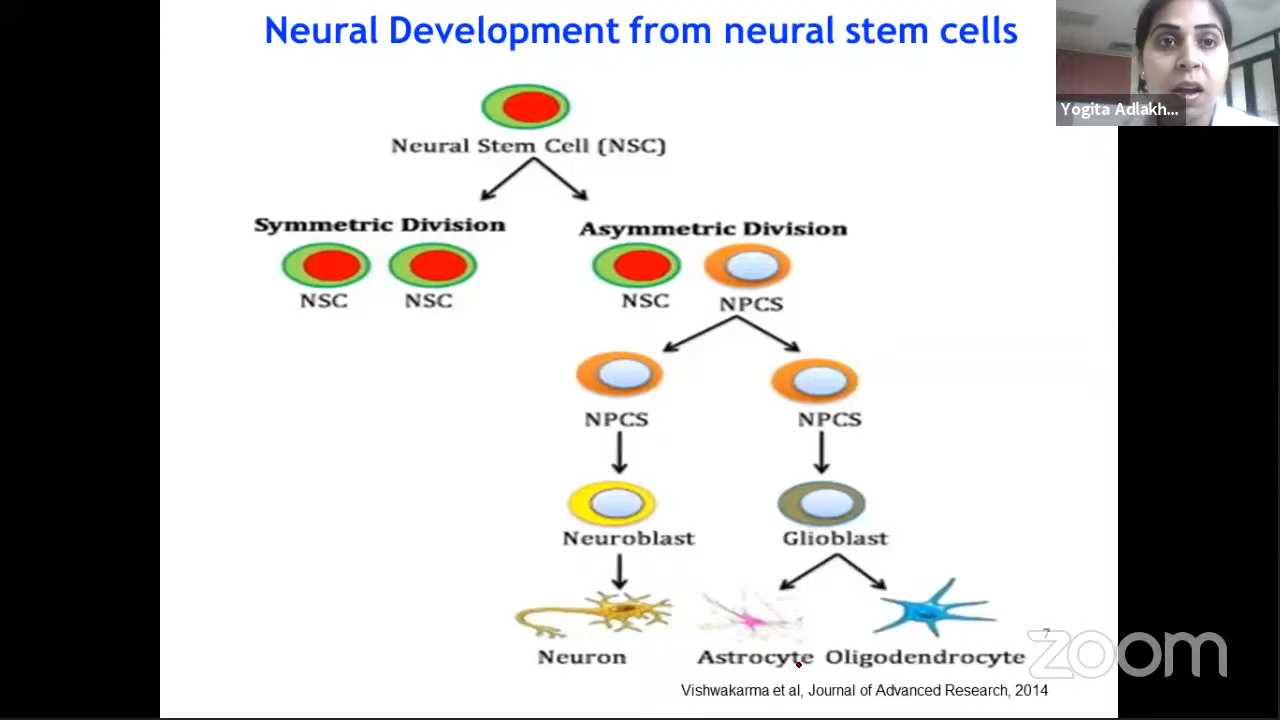 Neural Development from neural stem cells
Yogita Adlakh...
Neural Stem Cell (NSC)
Symmetric Division
Asymmetric Division
NSC
NSC
NSC
NPCS
NPCS
NPCS
Neuroblast
Glioblast
Neuron
Astrocyte
Oligodendrocyte
7
zoom
Vishwakarma et al, Journal of Advanced Research, 2014